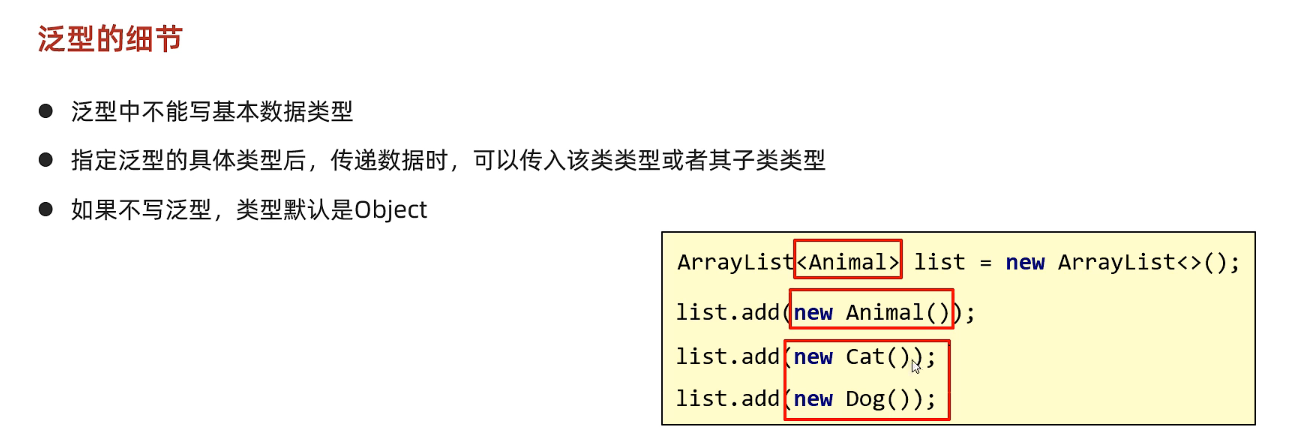 泛型的细节
● 泛型中不能写基本数据类型
● 指定泛型的具体类型后，传递数据时，可以传入该类类型或者其子类类型
● 如果不写泛型，类型默认是Object
ArrayList<Animal> list = new ArrayList<>();
list.add(new Animal());
list.add(new Cat());
list.add(new Dog());